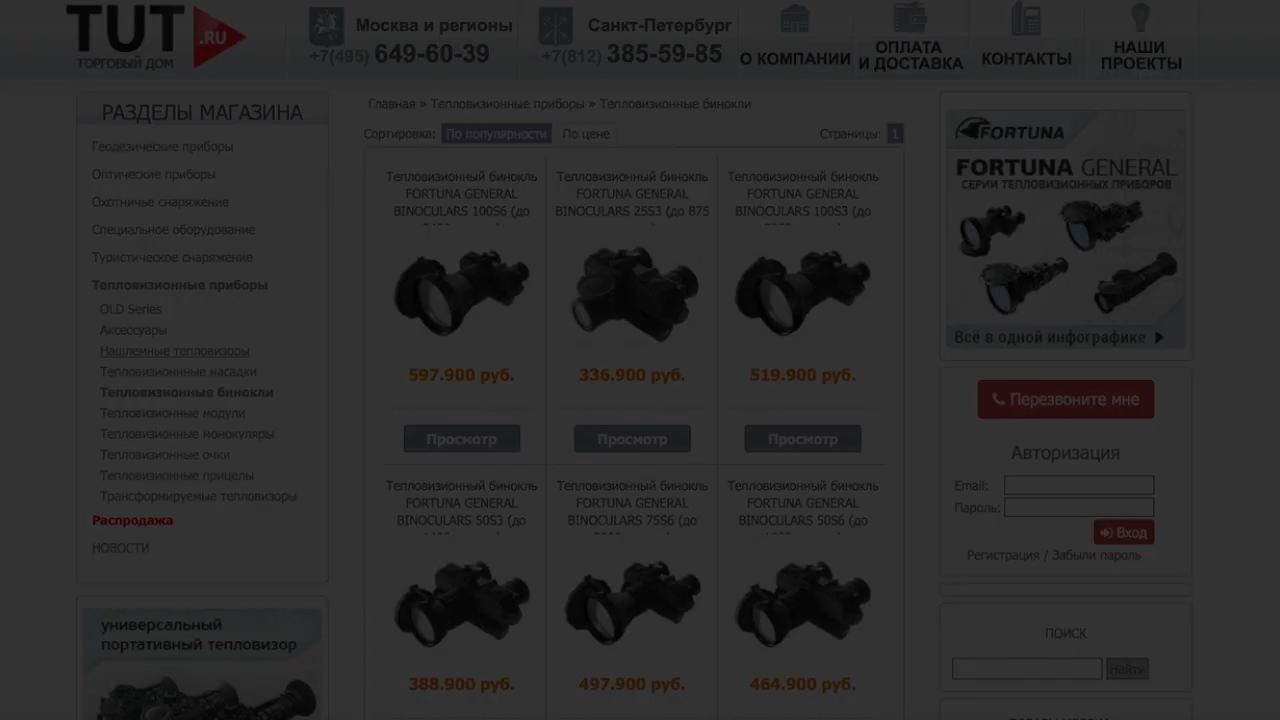 TUT
.RU
ТОРГОВЫЙ ДОМ
Москва и регионы
+7(495) 649-60-39
Санкт-Петербург
+7(812) 385-59-85
О КОМПАНИИ
ОПЛАТА
И ДОСТАВКА
КОНТАКТЫ
НАШИ
ПРОЕКТЫ
РАЗДЕЛЫ МАГАЗИНА
Геодезические приборы
Оптические приборы
Охотничье снаряжение
Специальное оборудование
Туристическое снаряжение
Тепловизионные приборы
OLD Series
Аксессуары
Нашлемные тепловизоры
Тепловизионные насадки
Тепловизионные бинокли
Тепловизионные модули
Тепловизионные монокуляры
Тепловизионные очки
Тепловизионные прицелы
Трансформируемые тепловизоры
Распродажа
НОВОСТИ
универсальный
портативный тепловизор
Главная » Тепловизионные приборы » Тепловизионные бинокли
Сортировка: По популярности По цене Страницы: 1
Тепловизионный бинокль
FORTUNA GENERAL
BINOCULARS 100S6 (до
597.900 руб.
Просмотр
Тепловизионный бинокль
FORTUNA GENERAL
BINOCULARS 25S3 (до 875
336.900 руб.
Просмотр
Тепловизионный бинокль
FORTUNA GENERAL
BINOCULARS 100S3 (до
519.900 руб.
Просмотр
Тепловизионный бинокль
FORTUNA GENERAL
BINOCULARS 50S3 (до
388.900 руб.
Тепловизионный бинокль
FORTUNA GENERAL
BINOCULARS 75S6 (до
497.900 руб.
Тепловизионный бинокль
FORTUNA GENERAL
BINOCULARS 50S6 (до
464.900 руб.
FORTUNA
FORTUNA GENERAL
СЕРИИ ТЕПЛОВИЗИОННЫХ ПРИБОРОВ
Всё в одной инфографике
Перезвоните мне
Авторизация
Email:
Пароль:
Вход
Регистрация / Забыли пароль
ПОИСК
Найти